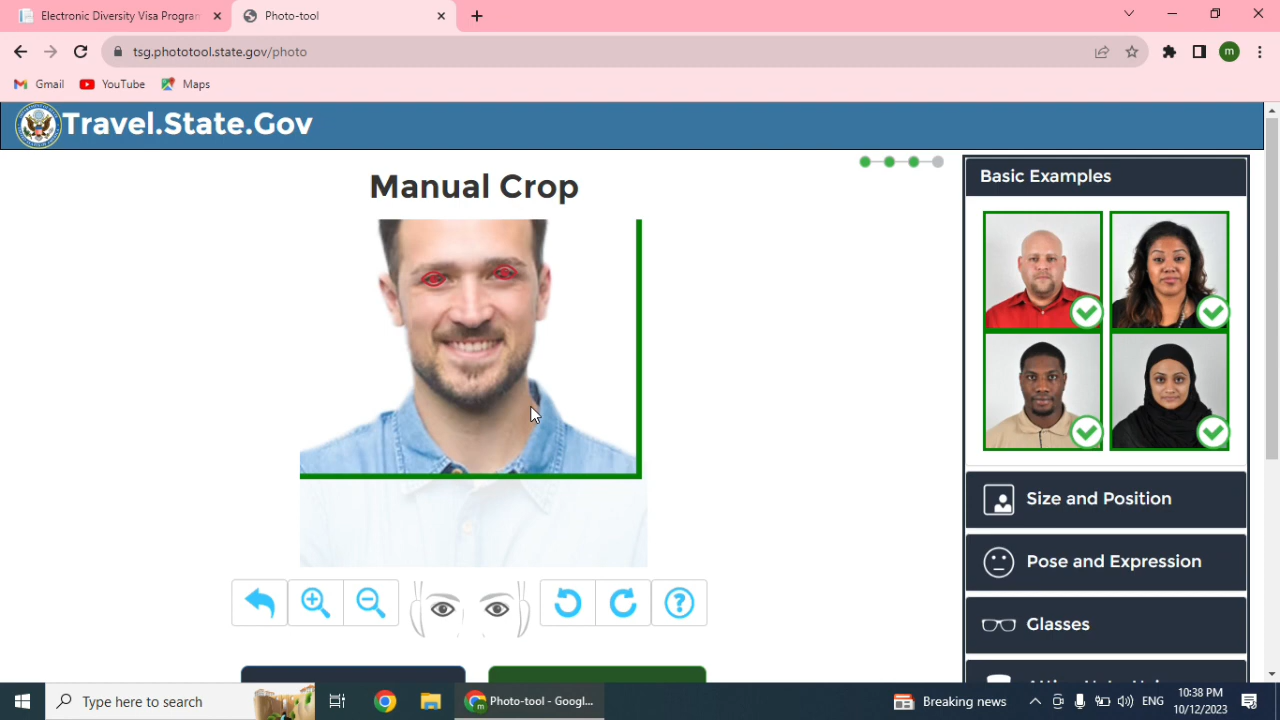 Electronic Diversity Visa Progran
Photo-tool
tsg.phototool.state.gov/photo
m
Gmail
YouTube
Maps
Travel.State.Gov
Manual Crop
Basic Examples
Size and Position
Pose and Expression
Glasses
Type here to search
Photo-tool - Googl...
Breaking news
ENG
10:38 PM
10/12/2023